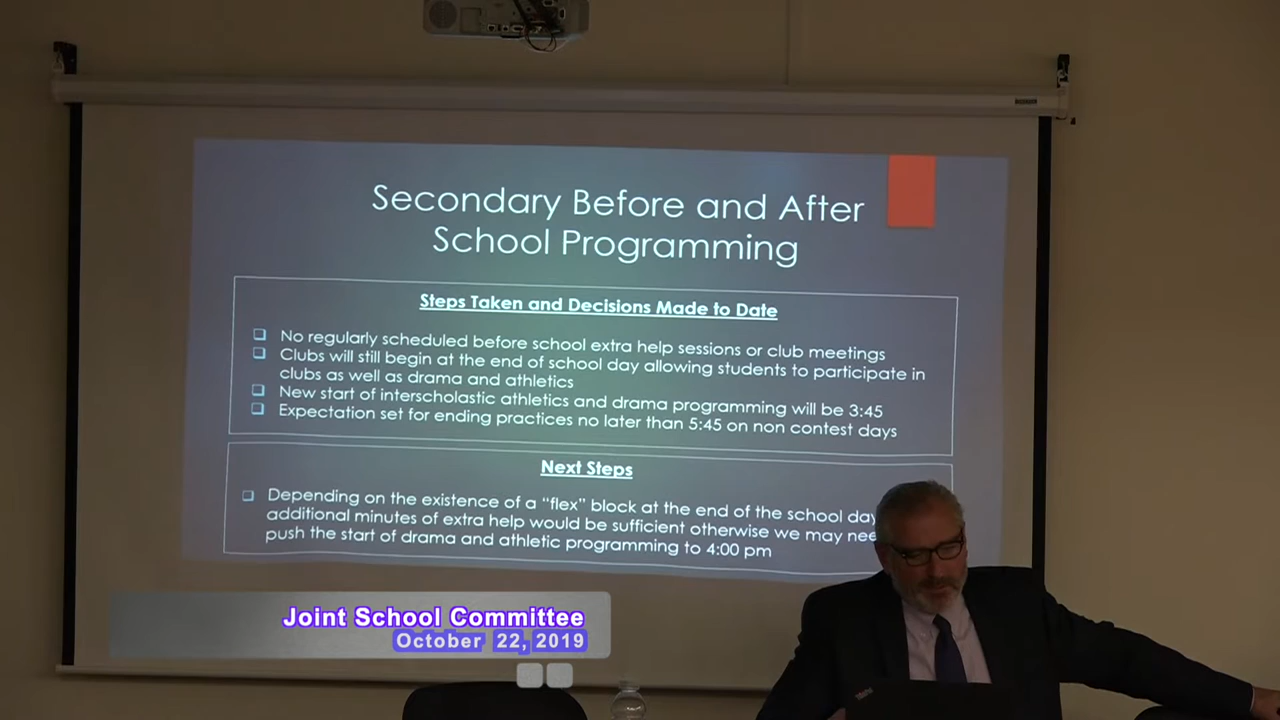 Secondary Before and After
School Programming
Steps Taken and Decisions Made to Date
No regularly scheduled before school extra help sessions or club meetings
Clubs will still begin at the end of school day allowing students to participate in
clubs as well as drama and athletics
New start of interscholastic athletics and drama programming will be 3:45
Expectation set for ending practices no later than 5:45 on non contest days
Next Steps
Depending on the existence of a “flex” block at the end of the school day
additional minutes of extra help would be sufficient otherwise we may
push the start of drama and athletic programming to 4:00 pm
Joint School Committee
October 22, 2019